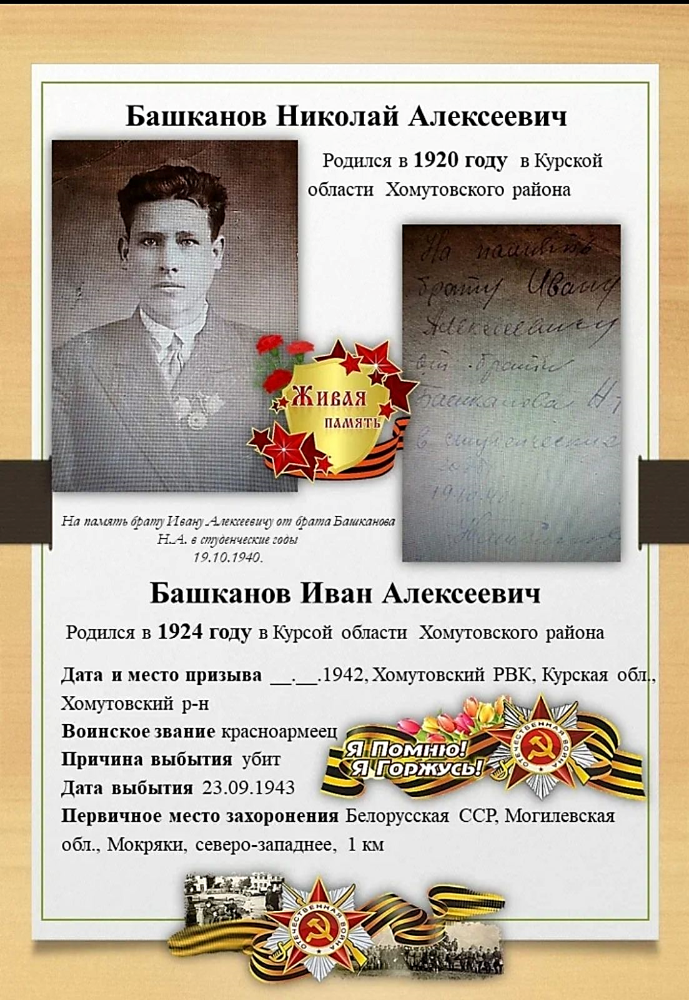 Башканов Николай Алексеевич
Родился в 1920 году в Курской
области Хомутовского района
На память
брату Ивану
Алексеевичу
от брата
Башканова Н
в студенческие
годы
19.10.40
Живая
память
На память брату Ивану Алексеевичу от брата Башканова
Н.А. в студенческие годы
19.10.1940.
Башканов Иван Алексеевич
Родился в 1924 году в Курсой области Хомутовского района
Дата и место призыва __.__.1942, Хомутовский РВК, Курская обл.,
Хомутовский р-н
Воинское звание красноармеец
Причина выбытия убит
Дата выбытия 23.09.1943
Первичное место захоронения Белорусская ССР, Могилевская
обл., Мокряки, северо-западнее, 1 км
Я Помню!
Я Горжусь!
ОТЕЧЕСТВЕННАЯ ВОЙНА
ОТЕЧЕСТВЕННАЯ ВОЙНА